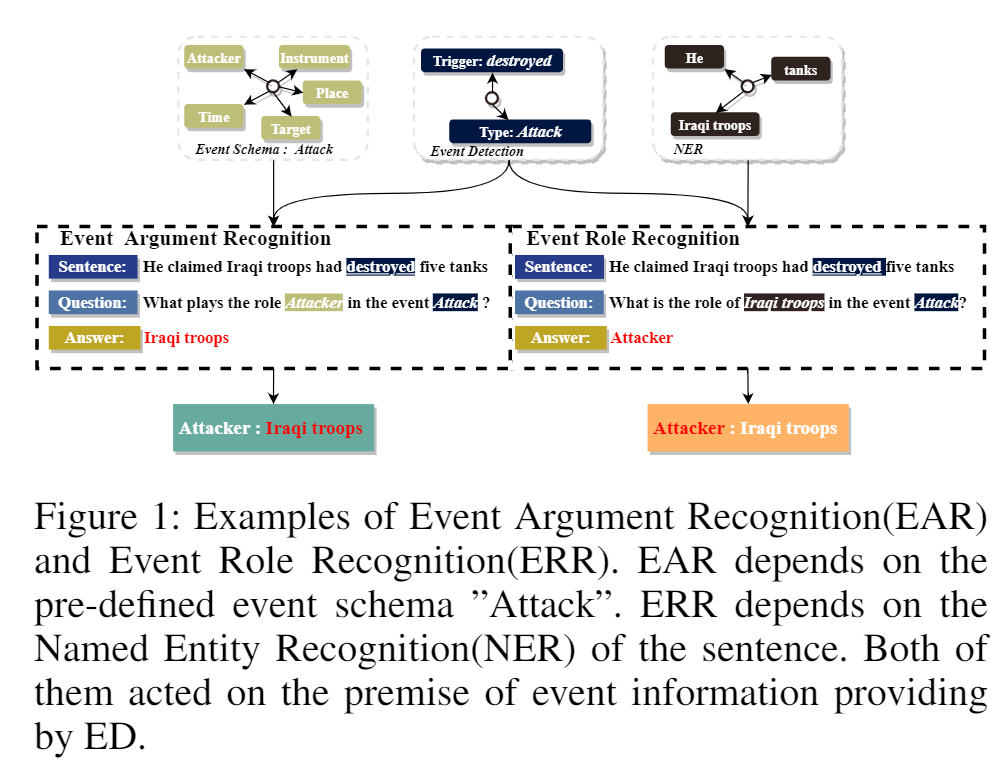 Attacker
Instrument
Place
Time
Target
Event Schema : Attack
Trigger: destroyed
Type: Attack
Event Detection
He
tanks
Iraqi troops
NER
Event Argument Recognition
Sentence: He claimed Iraqi troops had destroyed five tanks
Question: What plays the role Attacker in the event Attack ?
Answer: Iraqi troops
Event Role Recognition
Sentence: He claimed Iraqi troops had destroyed five tanks
Question: What is the role of Iraqi troops in the event Attack?
Answer: Attacker
Attacker : Iraqi troops
Attacker : Iraqi troops
Figure 1: Examples of Event Argument Recognition(EAR)
and Event Role Recognition(ERR). EAR depends on the
pre-defined event schema ”Attack”. ERR depends on the
Named Entity Recognition(NER) of the sentence. Both of
them acted on the premise of event information providing
by ED.